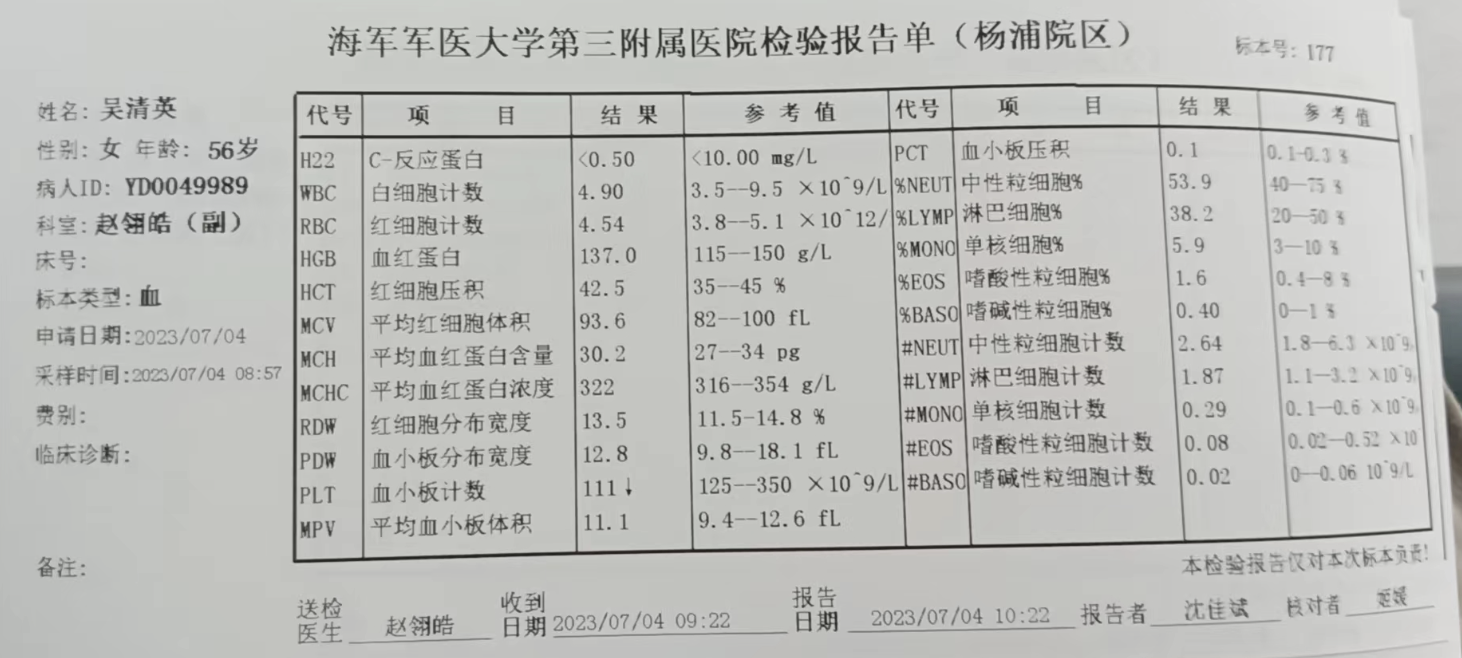 海军军医大学第三附属医院检验报告单（杨浦院区）
标本号: 177
姓名: 吴清英
性别: 女 年龄: 56岁
病人ID: YD0049989
科室: 赵翎皓（副）
床号:
标本类型: 血
申请日期: 2023/07/04
采样时间: 2023/07/04 08:57
费别:
临床诊断:
备注:
代号 项 目 结 果 参 考 值 代号 项 目 结 果 参 考 值
H22 C-反应蛋白 <0.50 <10.00 mg/L PCT 血小板压积 0.1 0.1-0.3 %
WBC 白细胞计数 4.90 3.5--9.5 ×10^9/L %NEUT 中性粒细胞% 53.9 40--75 %
RBC 红细胞计数 4.54 3.8--5.1 ×10^12/ %LYMP 淋巴细胞% 38.2 20--50 %
HGB 血红蛋白 137.0 115--150 g/L %MONO 单核细胞% 5.9 3--10 %
HCT 红细胞压积 42.5 35--45 % %EOS 嗜酸性粒细胞% 1.6 0.4--8 %
MCV 平均红细胞体积 93.6 82--100 fL %BASO 嗜碱性粒细胞% 0.40 0--1 %
MCH 平均血红蛋白含量 30.2 27--34 pg #NEUT 中性粒细胞计数 2.64 1.8--6.3 ×10^9
MCHC 平均血红蛋白浓度 322 316--354 g/L #LYMP 淋巴细胞计数 1.87 1.1--3.2 ×10^9
RDW 红细胞分布宽度 13.5 11.5-14.8 % #MONO 单核细胞计数 0.29 0.1--0.6 ×10^9
PDW 血小板分布宽度 12.8 9.8--18.1 fL #EOS 嗜酸性粒细胞计数 0.08 0.02--0.52 ×10
PLT 血小板计数 111↓ 125--350 ×10^9/L #BASO 嗜碱性粒细胞计数 0.02 0--0.06 10^9/L
MPV 平均血小板体积 11.1 9.4--12.6 fL
本检验报告仅对本次标本负责!
送检医生 赵翎皓 收到日期 2023/07/04 09:22 报告日期 2023/07/04 10:22 报告者 沈佳斌 核对者